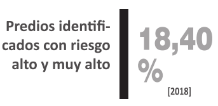 Predios identifi-
cados con riesgo
alto y muy alto
18,40
%
[2018]